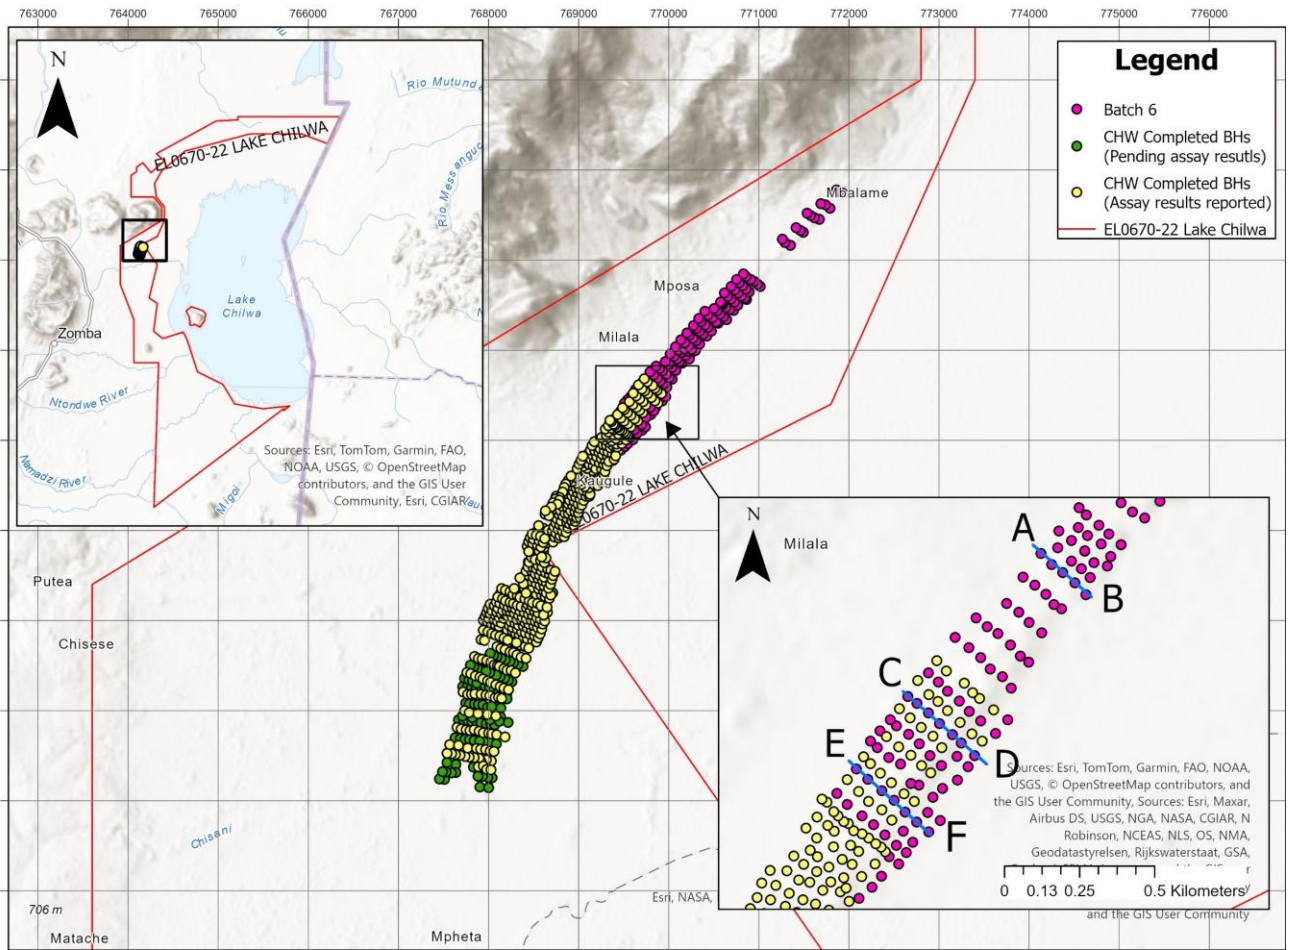 763000 764000 765000 766000 767000 768000 769000 770000 771000 772000 773000 774000 775000 776000
N
Rio Mutund
EL0670-22 LAKE CHILWA
Rio Messanguc
Lake
Chilwa
Zomba
Ntondwe River
Namadzi River
Migoi
Sources: Esri, TomTom, Garmin, FAO,
NOAA, USGS, © OpenStreetMap
contributors, and the GIS User
Community, Esri, CGIAR
Legend
Batch 6
CHW Completed BHs
(Pending assay resutls)
CHW Completed BHs
(Assay results reported)
EL0670-22 Lake Chilwa
Mbalame
Mposa
Milala
Kaugule
0670-22 LAKE CHILWA
Putea
Chisese
Chisani
706 m
Matache
Mpheta
Esri, NASA,
N
Milala
A
B
C
D
E
F
Sources: Esri, TomTom, Garmin, FAO, NOAA,
USGS, © OpenStreetMap contributors, and
the GIS User Community, Sources: Esri, Maxar,
Airbus DS, USGS, NGA, NASA, CGIAR, N
Robinson, NCEAS, NLS, OS, NMA,
Geodatastyrelsen, Rijkswaterstaat, GSA,
0 0.13 0.25 0.5 Kilometers
and the GIS User Community